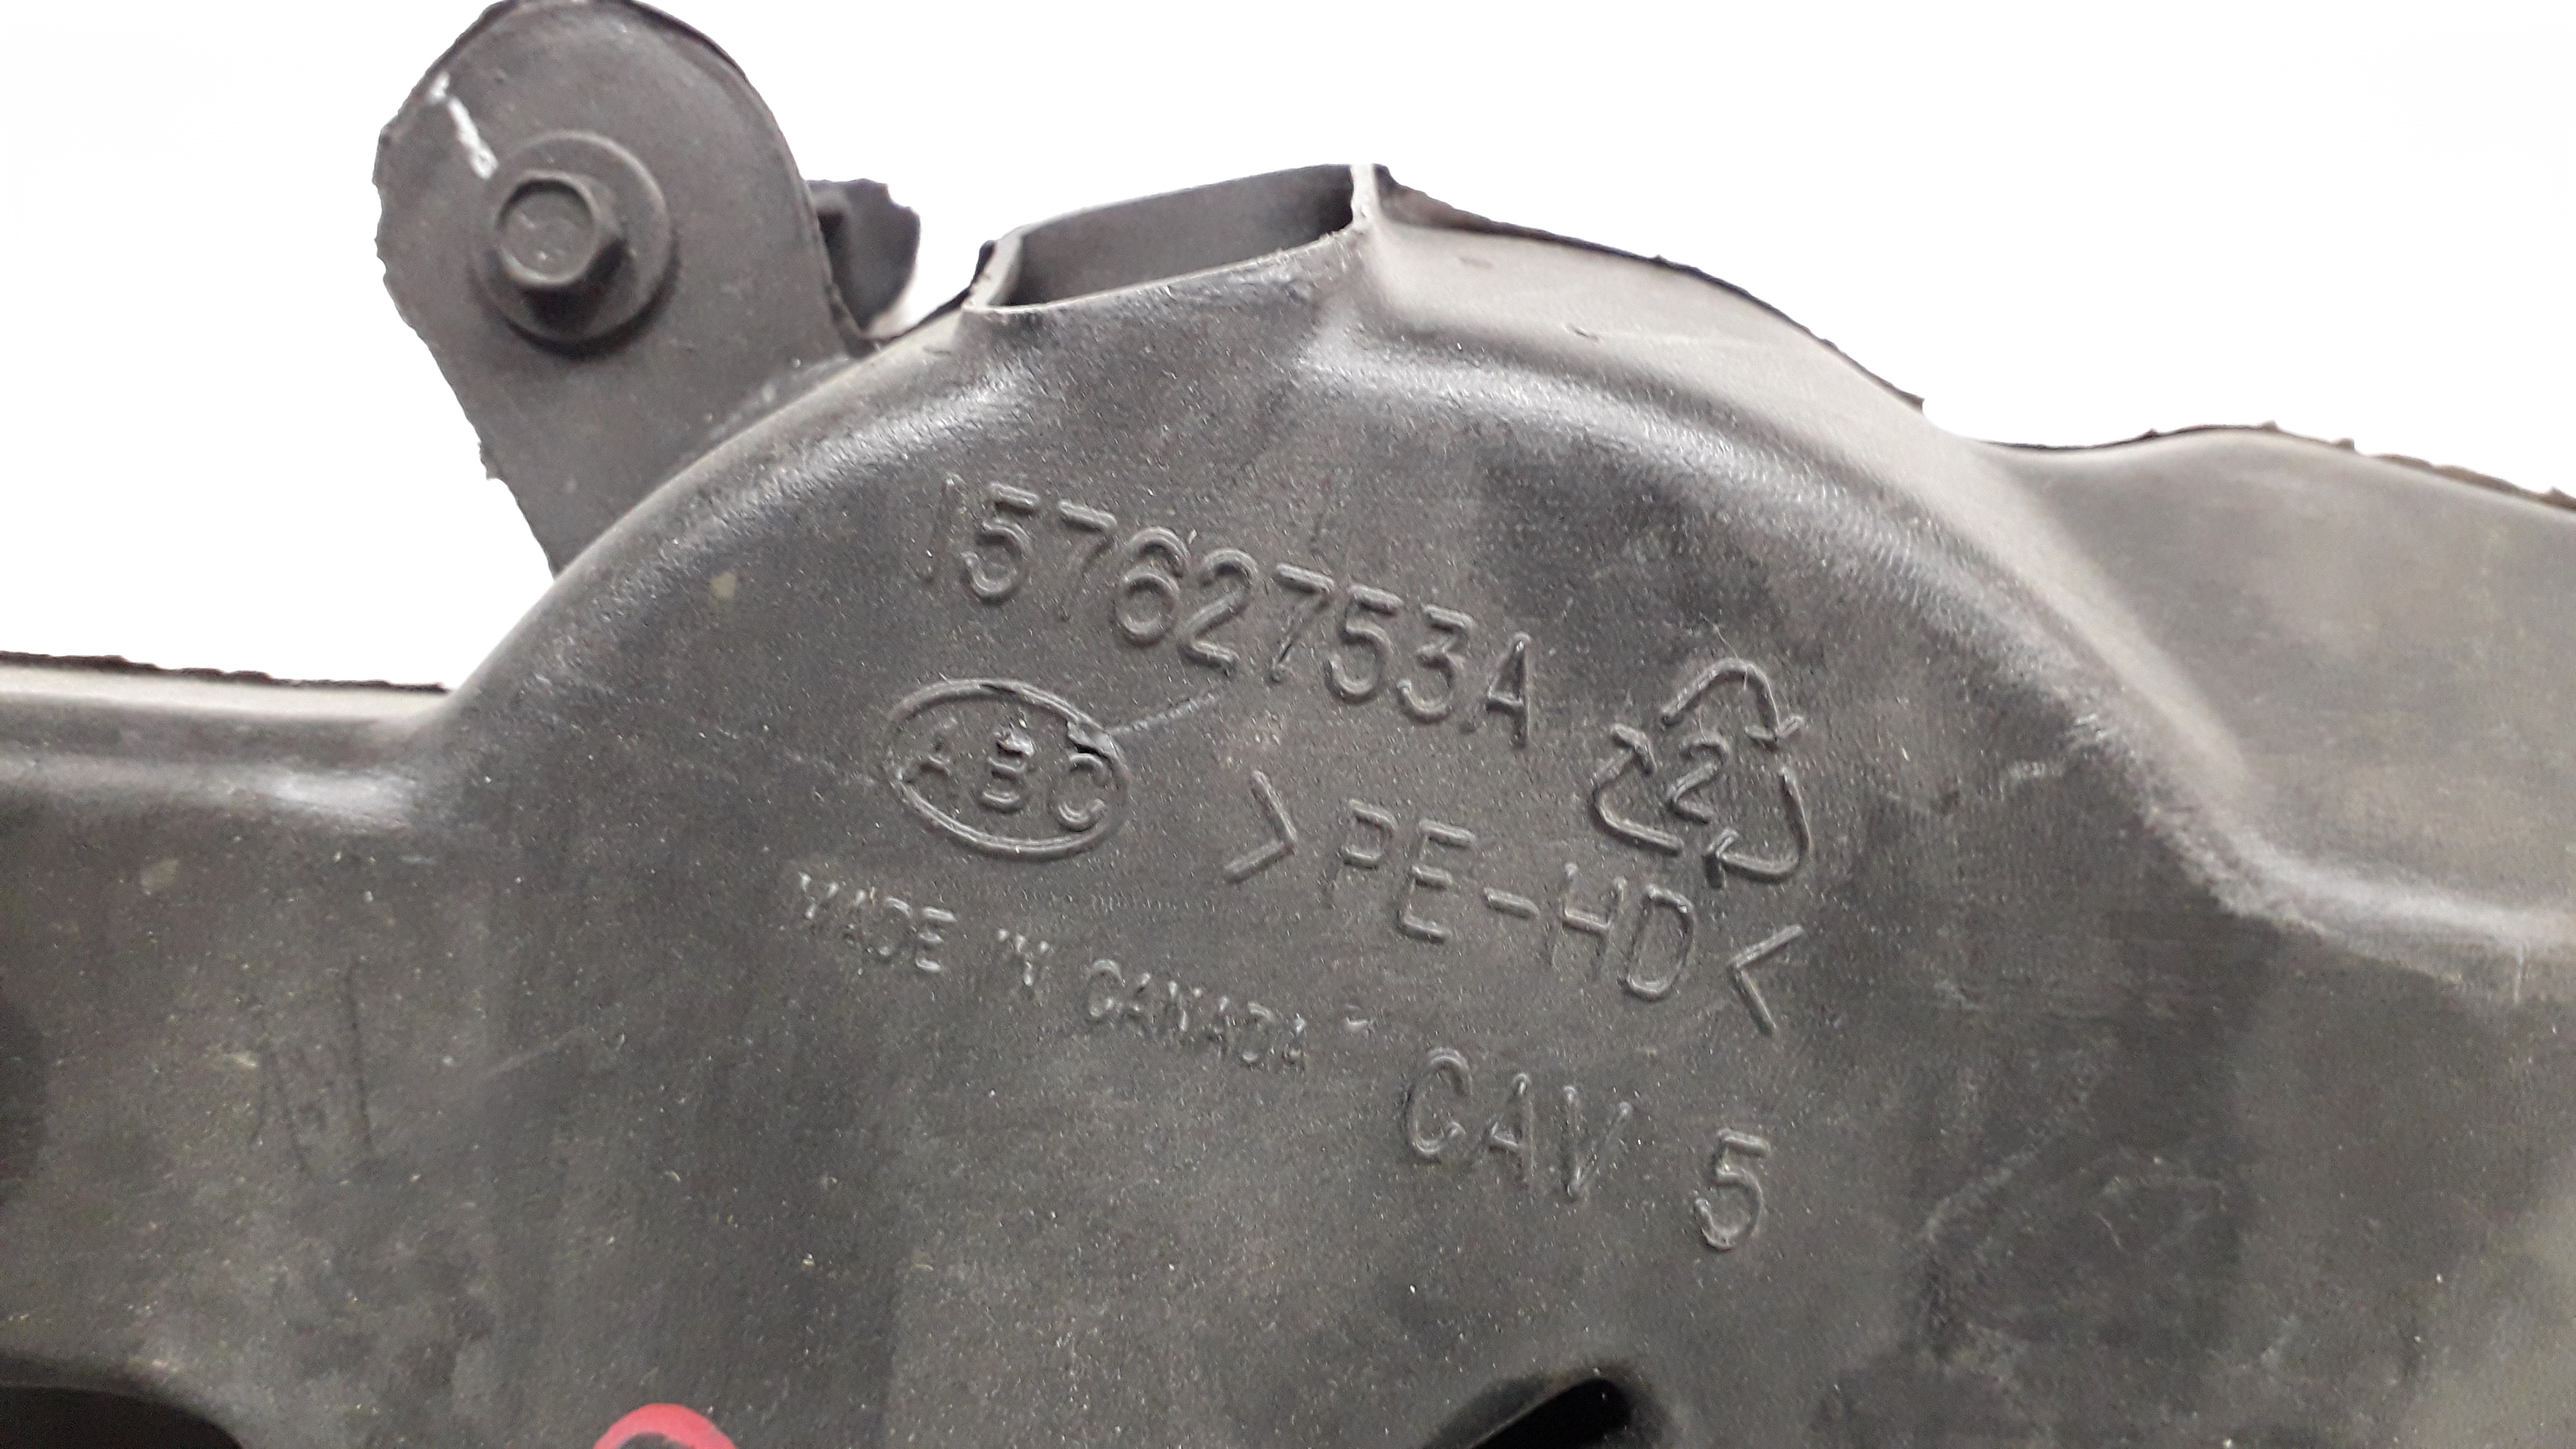 15762753A
ABC
2
>PE-HD<
MADE IN CANADA
CAV 5